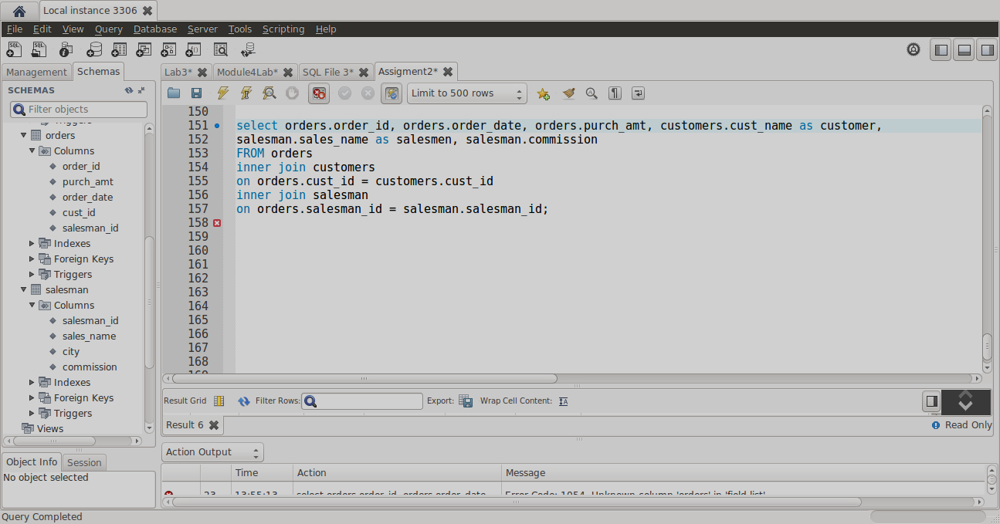 Local instance 3306
File Edit View Query Database Server Tools Scripting Help
Management Schemas
Lab3* Module4Lab* SQL File 3* Assigment2*
SCHEMAS
Filter objects
Limit to 500 rows
Triggers
orders
Columns
order_id
purch_amt
order_date
cust_id
salesman_id
Indexes
Foreign Keys
Triggers
salesman
Columns
salesman_id
sales_name
city
commission
Indexes
Foreign Keys
Triggers
Views
Object Info Session
No object selected
150
151 select orders.order_id, orders.order_date, orders.purch_amt, customers.cust_name as customer,
152 salesman.sales_name as salesmen, salesman.commission
153 FROM orders
154 inner join customers
155 on orders.cust_id = customers.cust_id
156 inner join salesman
157 on orders.salesman_id = salesman.salesman_id;
158
159
160
161
162
163
164
165
166
167
168
169
Result Grid Filter Rows: Export: Wrap Cell Content:
Result 6
Read Only
Action Output
Time Action Message
23 13:55:13 select orders.order_id, orders.order_date, Error Code: 1054. Unknown column 'orders' in 'field list'
Query Completed